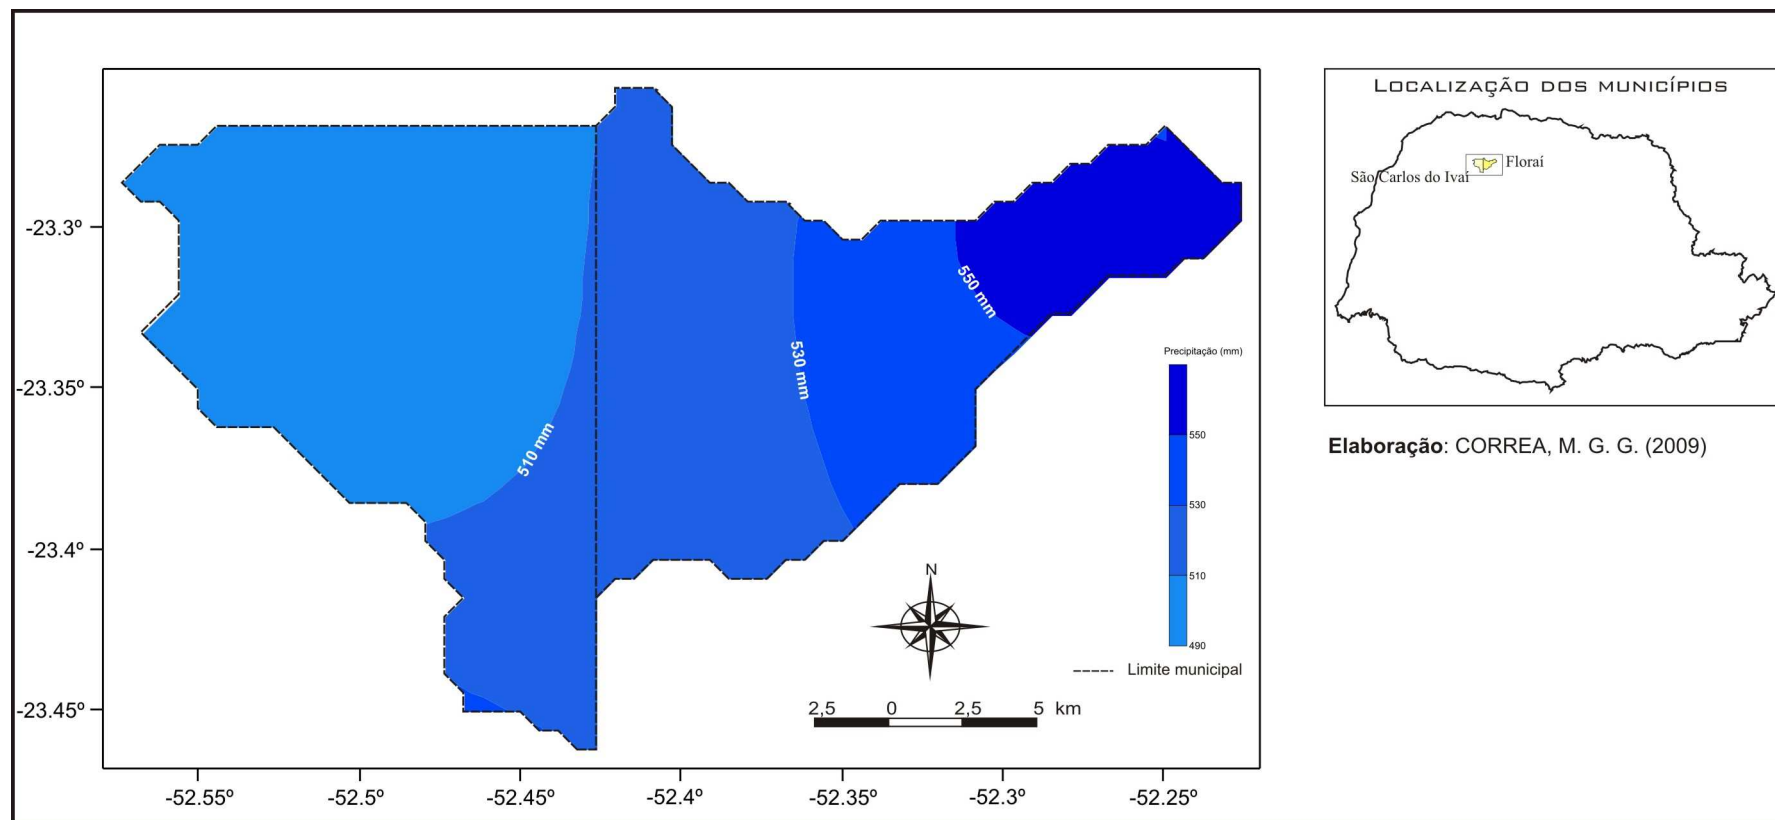 LOCALIZAÇÃO DOS MUNICÍPIOS
Floraí
São Carlos do Ivaí
-23.3º
-23.35º
-23.4º
-23.45º
550 mm
530 mm
510 mm
Precipitação (mm)
550
530
510
490
N
Limite municipal
2,5 0 2,5 5 km
-52.55º -52.5º -52.45º -52.4º -52.35º -52.3º -52.25º
Elaboração: CORREA, M. G. G. (2009)